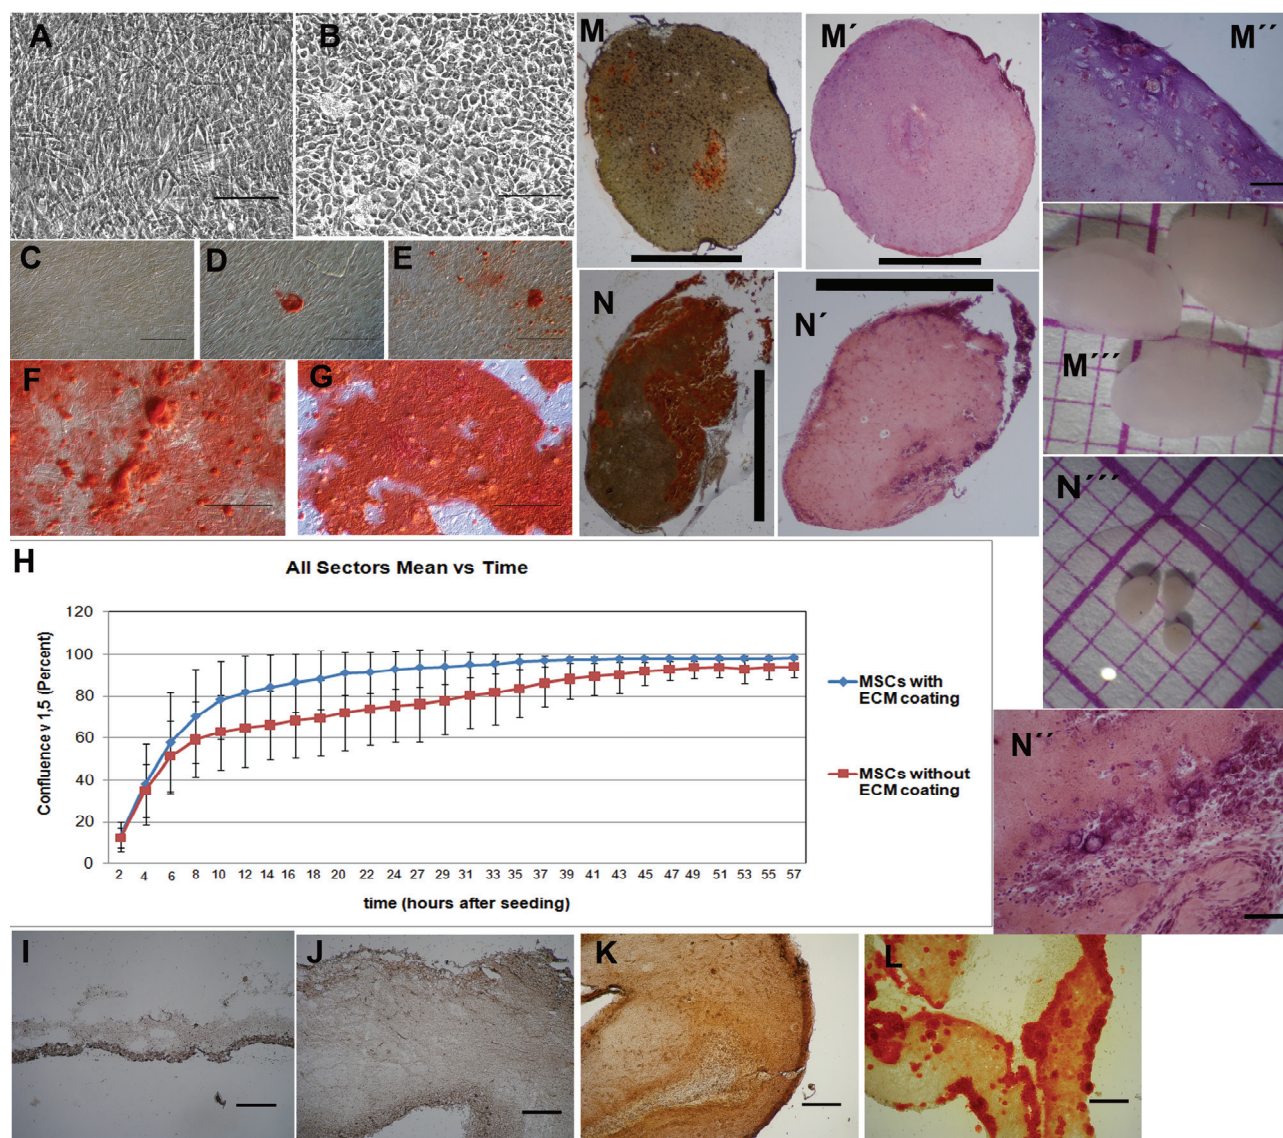 A
B
M
M´
M´´
C
D
E
N
N´
M´´´
F
G
N´´´
H
All Sectors Mean vs Time
Confluence v 1,5 (Percent)
120
100
80
60
40
20
0
2 4 6 8 10 12 14 16 18 20 22 24 27 29 31 33 35 37 39 41 43 45 47 49 51 53 55 57
time (hours after seeding)
MSCs with
ECM coating
MSCs without
ECM coating
N´´
I
J
K
L